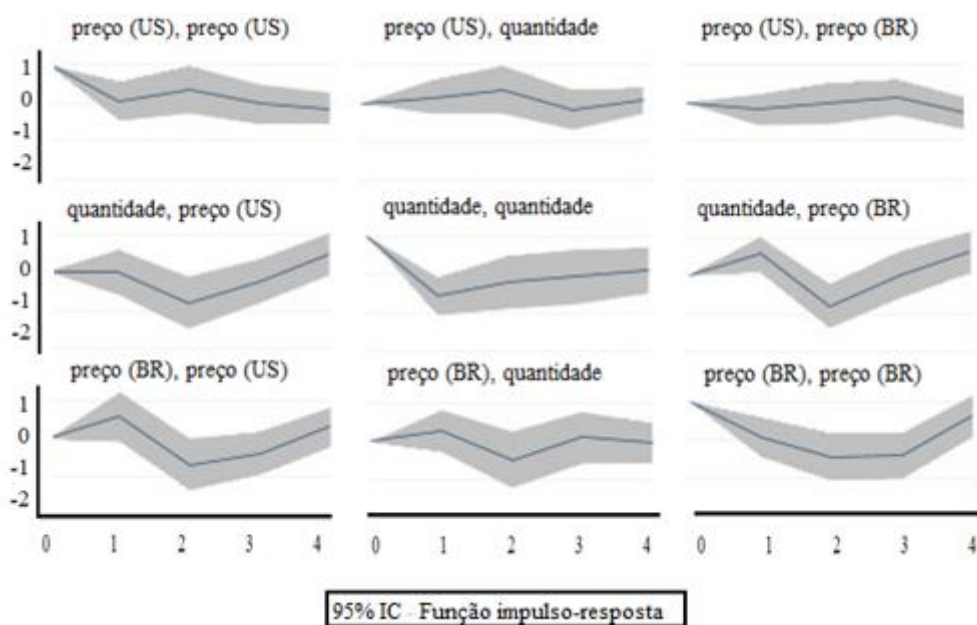 preço (US), preço (US) preço (US), quantidade preço (US), preço (BR)
1
0
-1
-2
quantidade, preço (US) quantidade, quantidade quantidade, preço (BR)
1
0
-1
-2
preço (BR), preço (US) preço (BR), quantidade preço (BR), preço (BR)
1
0
-1
-2
0 1 2 3 4 0 1 2 3 4 0 1 2 3 4
95% IC - Função impulso-resposta